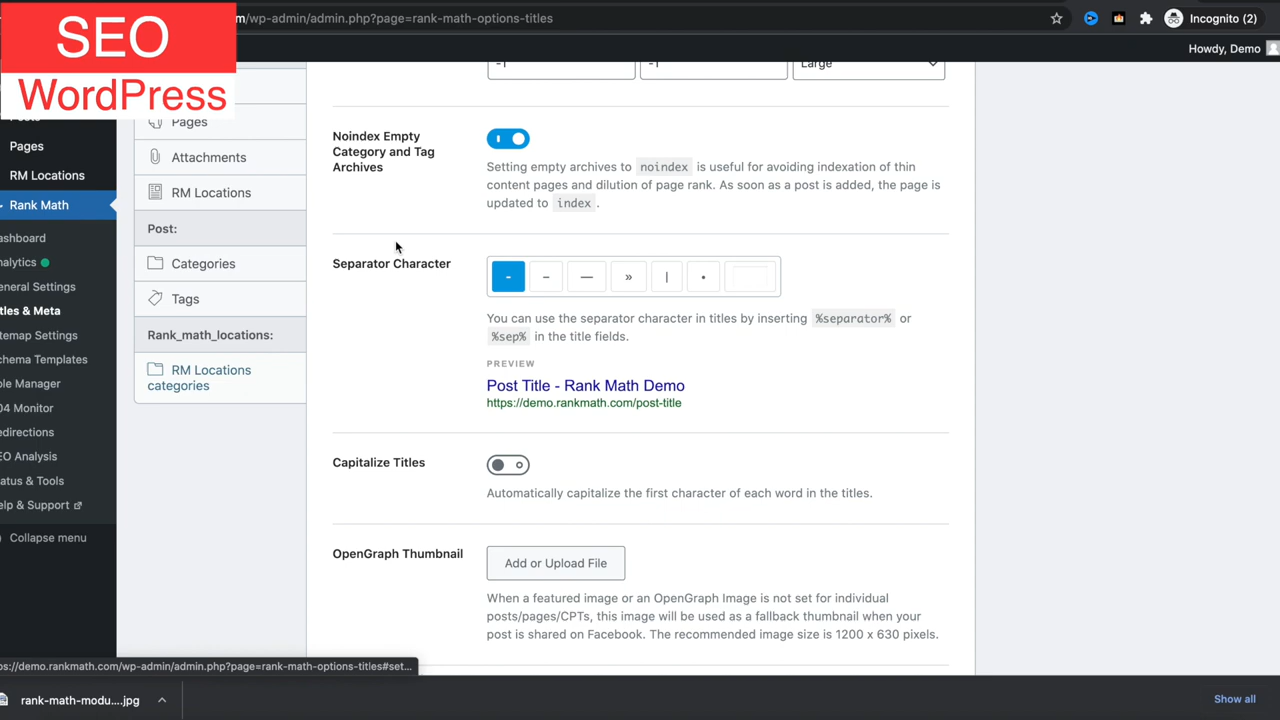 SEO
WordPress
m/wp-admin/admin.php?page=rank-math-options-titles
Incognito (2)
Howdy, Demo
Pages
RM Locations
Rank Math
ashboard
nalytics
eneral Settings
tles & Meta
temap Settings
chema Templates
ole Manager
04 Monitor
edirections
EO Analysis
tatus & Tools
elp & Support
Collapse menu
Pages
Attachments
RM Locations
Post:
Categories
Tags
Rank_math_locations:
RM Locations
categories
-1
-1
Large
Noindex Empty
Category and Tag
Archives
Setting empty archives to noindex is useful for avoiding indexation of thin
content pages and dilution of page rank. As soon as a post is added, the page is
updated to index .
Separator Character
- – — » | •
You can use the separator character in titles by inserting %separator% or
%sep% in the title fields.
PREVIEW
Post Title - Rank Math Demo
https://demo.rankmath.com/post-title
Capitalize Titles
Automatically capitalize the first character of each word in the titles.
OpenGraph Thumbnail
Add or Upload File
When a featured image or an OpenGraph Image is not set for individual
posts/pages/CPTs, this image will be used as a fallback thumbnail when your
post is shared on Facebook. The recommended image size is 1200 x 630 pixels.
ps://demo.rankmath.com/wp-admin/admin.php?page=rank-math-options-titles#set...
rank-math-modu....jpg
Show all